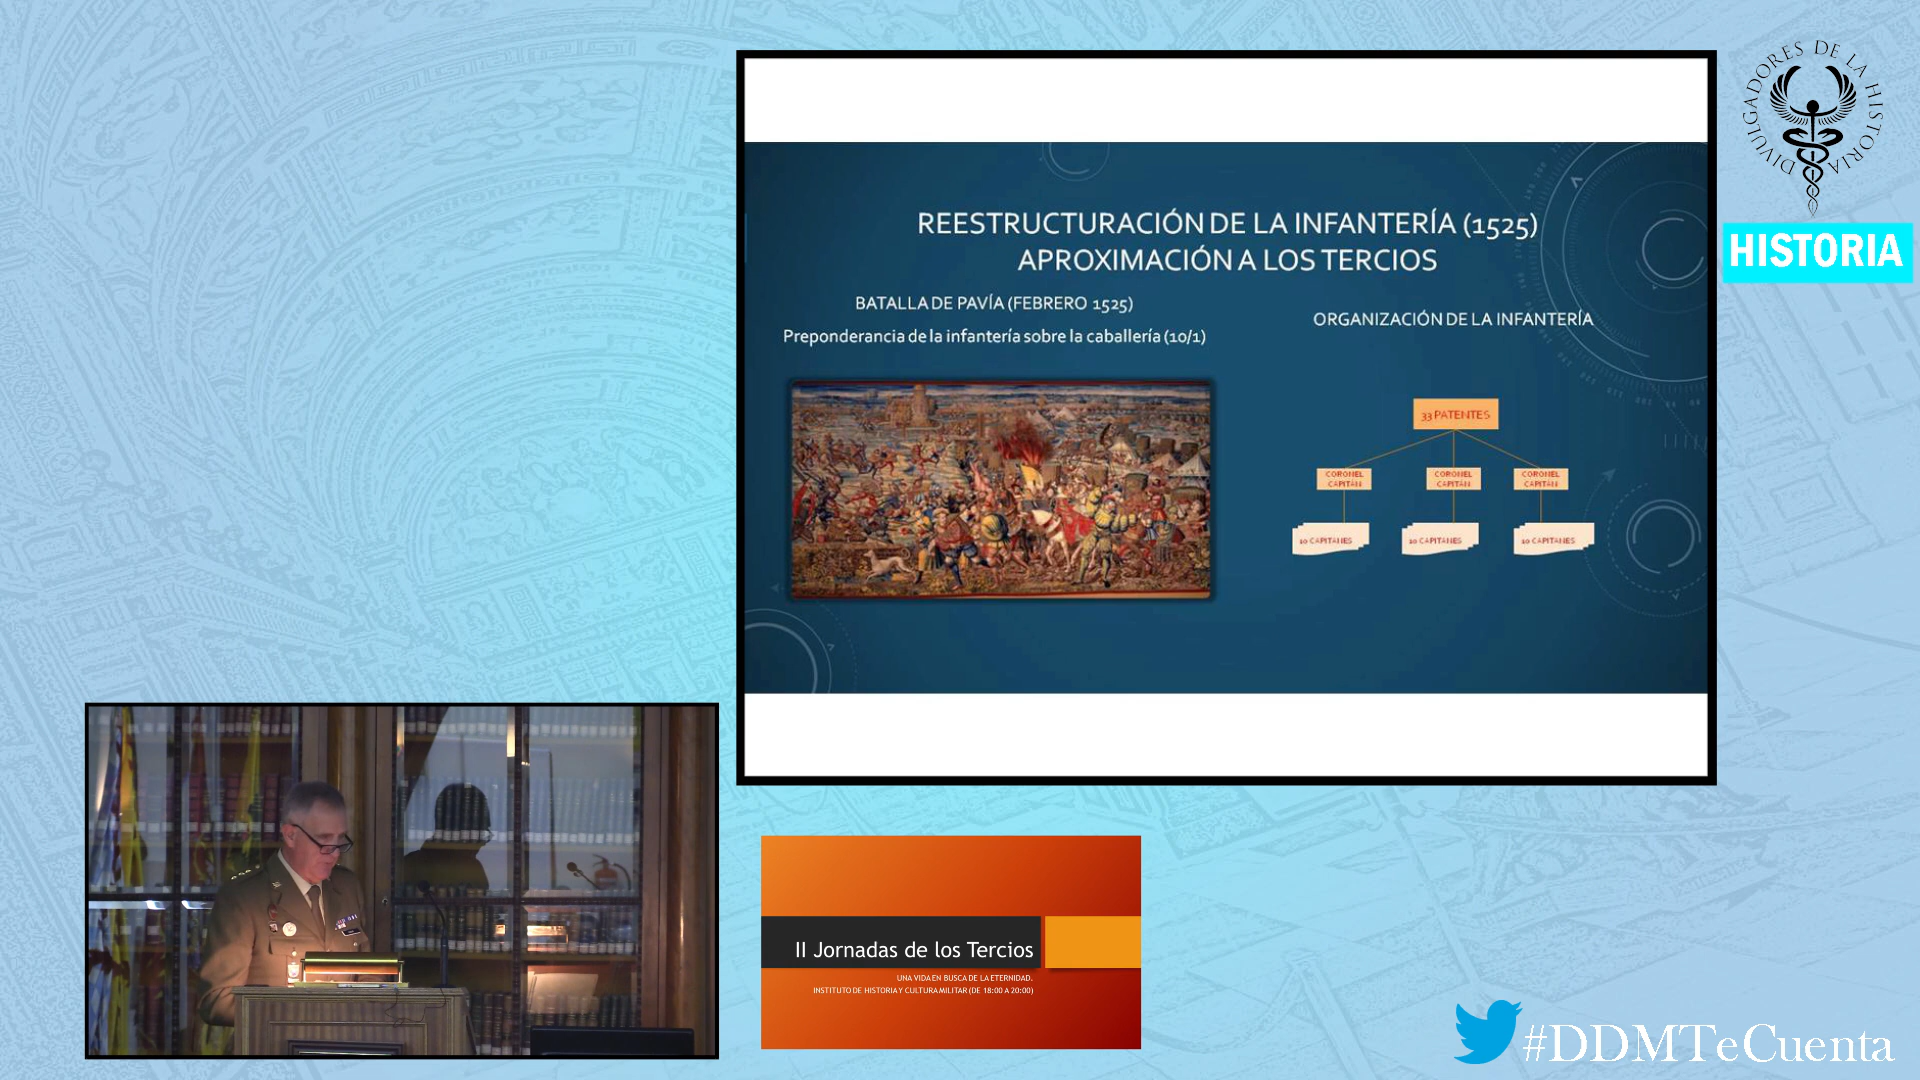 REESTRUCTURACIÓN DE LA INFANTERÍA (1525)
APROXIMACIÓN A LOS TERCIOS
BATALLA DE PAVÍA (FEBRERO 1525)
Preponderancia de la infantería sobre la caballería (10/1)
ORGANIZACIÓN DE LA INFANTERÍA
33 PATENTES
CORONEL
CAPITÁN
CORONEL
CAPITÁN
CORONEL
CAPITÁN
10 CAPITANES
10 CAPITANES
10 CAPITANES
DIVULGADORES DE LA HISTORIA
HISTORIA
II Jornadas de los Tercios
UNA VIDA EN BUSCA DE LA ETERNIDAD.
INSTITUTO DE HISTORIA Y CULTURA MILITAR (DE 18:00 A 20:00)
#DDMTeCuenta